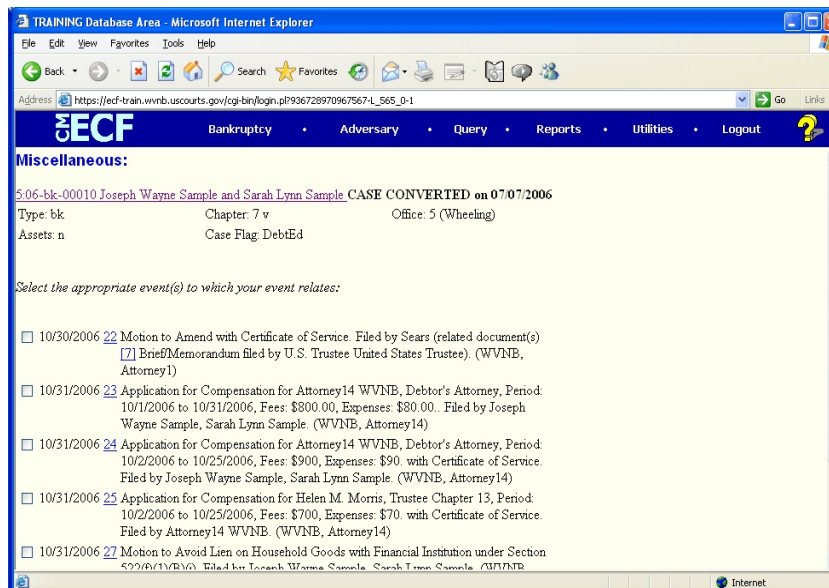 TRAINING Database Area - Microsoft Internet Explorer
File Edit View Favorites Tools Help
Back Search Favorites
Address https://ecf-train.wvnb.uscourts.gov/cgi-bin/login.pl?936728970967567-L_565_0-1 Go Links
CM ECF Bankruptcy • Adversary • Query • Reports • Utilities • Logout ?
Miscellaneous:
5:06-bk-00010 Joseph Wayne Sample and Sarah Lynn Sample CASE CONVERTED on 07/07/2006
Type: bk Chapter: 7 v Office: 5 (Wheeling)
Assets: n Case Flag: DebtEd
Select the appropriate event(s) to which your event relates:
10/30/2006 22 Motion to Amend with Certificate of Service. Filed by Sears (related document(s)
[7] Brief/Memorandum filed by U.S. Trustee United States Trustee). (WVNB,
Attorney1)
10/31/2006 23 Application for Compensation for Attorney14 WVNB, Debtor's Attorney, Period:
10/1/2006 to 10/31/2006, Fees: $800.00, Expenses: $80.00.. Filed by Joseph
Wayne Sample, Sarah Lynn Sample. (WVNB, Attorney14)
10/31/2006 24 Application for Compensation for Attorney14 WVNB, Debtor's Attorney, Period:
10/2/2006 to 10/25/2006, Fees: $900, Expenses: $90. with Certificate of Service.
Filed by Joseph Wayne Sample, Sarah Lynn Sample. (WVNB, Attorney14)
10/31/2006 25 Application for Compensation for Helen M. Morris, Trustee Chapter 13, Period:
10/2/2006 to 10/25/2006, Fees: $700, Expenses: $70. with Certificate of Service.
Filed by Attorney14 WVNB. (WVNB, Attorney14)
10/31/2006 27 Motion to Avoid Lien on Household Goods with Financial Institution under Section
522(f)(1)(B)(i). Filed by Joseph Wayne Sample, Sarah Lynn Sample. (WVNB,
Internet